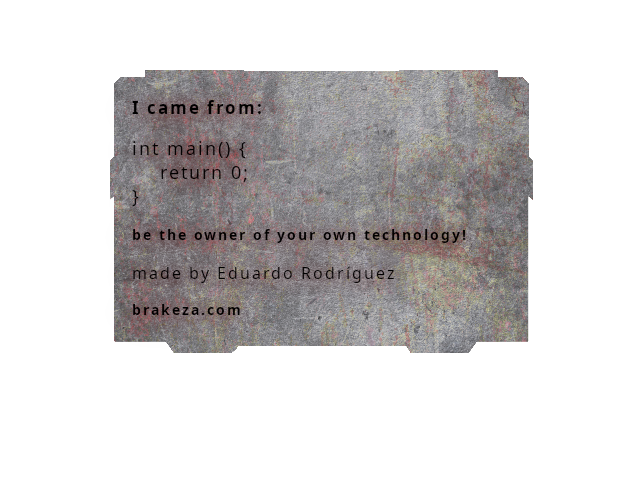 I came from:
int main() {
    return 0;
}
be the owner of your own technology!
made by Eduardo Rodríguez
brakeza.com